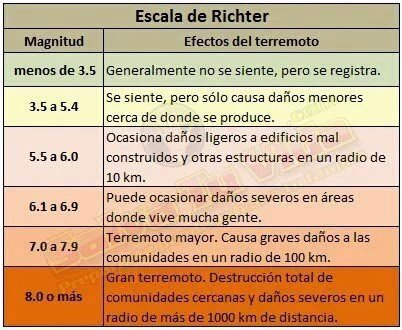 Escala de Richter
Magnitud Efectos del terremoto
menos de 3.5 Generalmente no se siente, pero se registra.
3.5 a 5.4 Se siente, pero sólo causa daños menores
cerca de donde se produce.
5.5 a 6.0 Ocasiona daños ligeros a edificios mal
construidos y otras estructuras en un radio de
10 km.
6.1 a 6.9 Puede ocasionar daños severos en áreas
donde vive mucha gente.
7.0 a 7.9 Terremoto mayor. Causa graves daños a las
comunidades en un radio de 100 km.
8.0 o más Gran terremoto. Destrucción total de
comunidades cercanas y daños severos en un
radio de más de 1000 km de distancia.